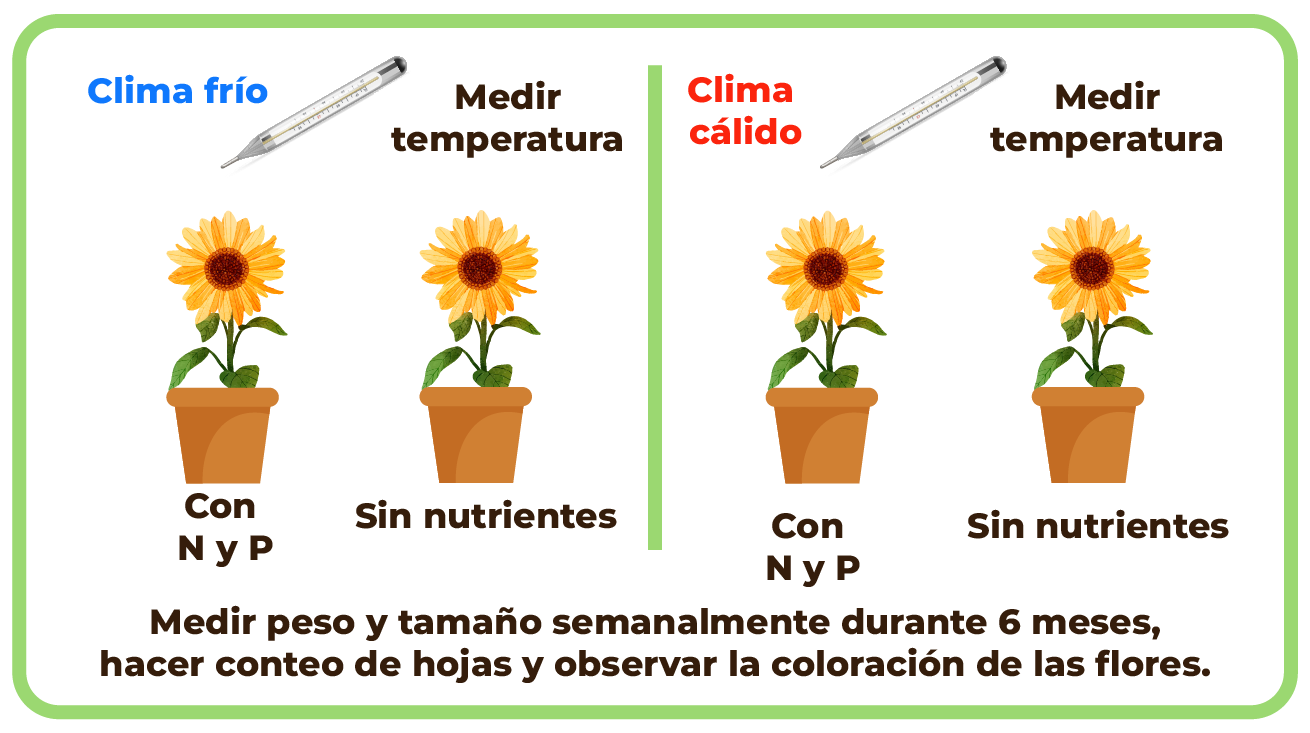 Clima frío
Medir
temperatura
Con
N y P
Sin nutrientes
Clima
cálido
Medir
temperatura
Con
N y P
Sin nutrientes
Medir peso y tamaño semanalmente durante 6 meses,
hacer conteo de hojas y observar la coloración de las flores.